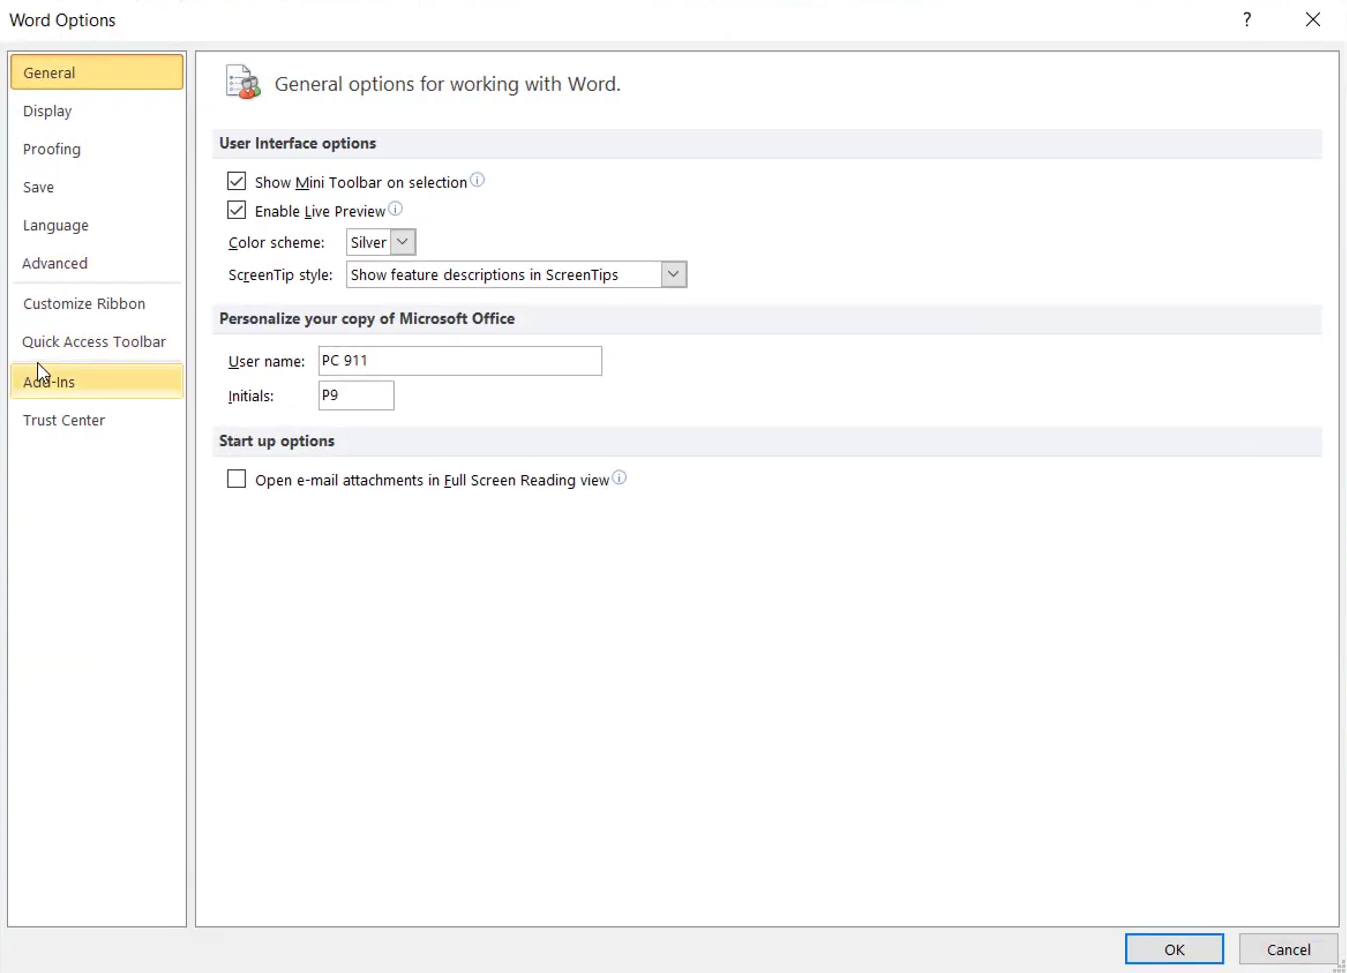 Word Options
?
General
Display
Proofing
Save
Language
Advanced
Customize Ribbon
Quick Access Toolbar
Add-Ins
Trust Center
General options for working with Word.
User Interface options
Show Mini Toolbar on selection
Enable Live Preview
Color scheme: Silver
ScreenTip style: Show feature descriptions in ScreenTips
Personalize your copy of Microsoft Office
User name: PC 911
Initials: P9
Start up options
Open e-mail attachments in Full Screen Reading view
OK Cancel